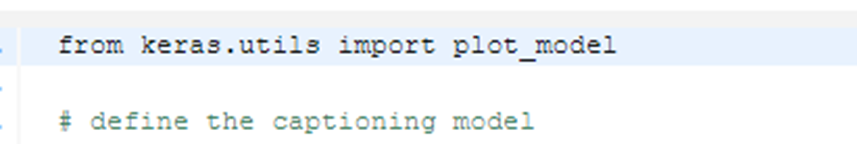 from keras.utils import plot_model
# define the captioning model